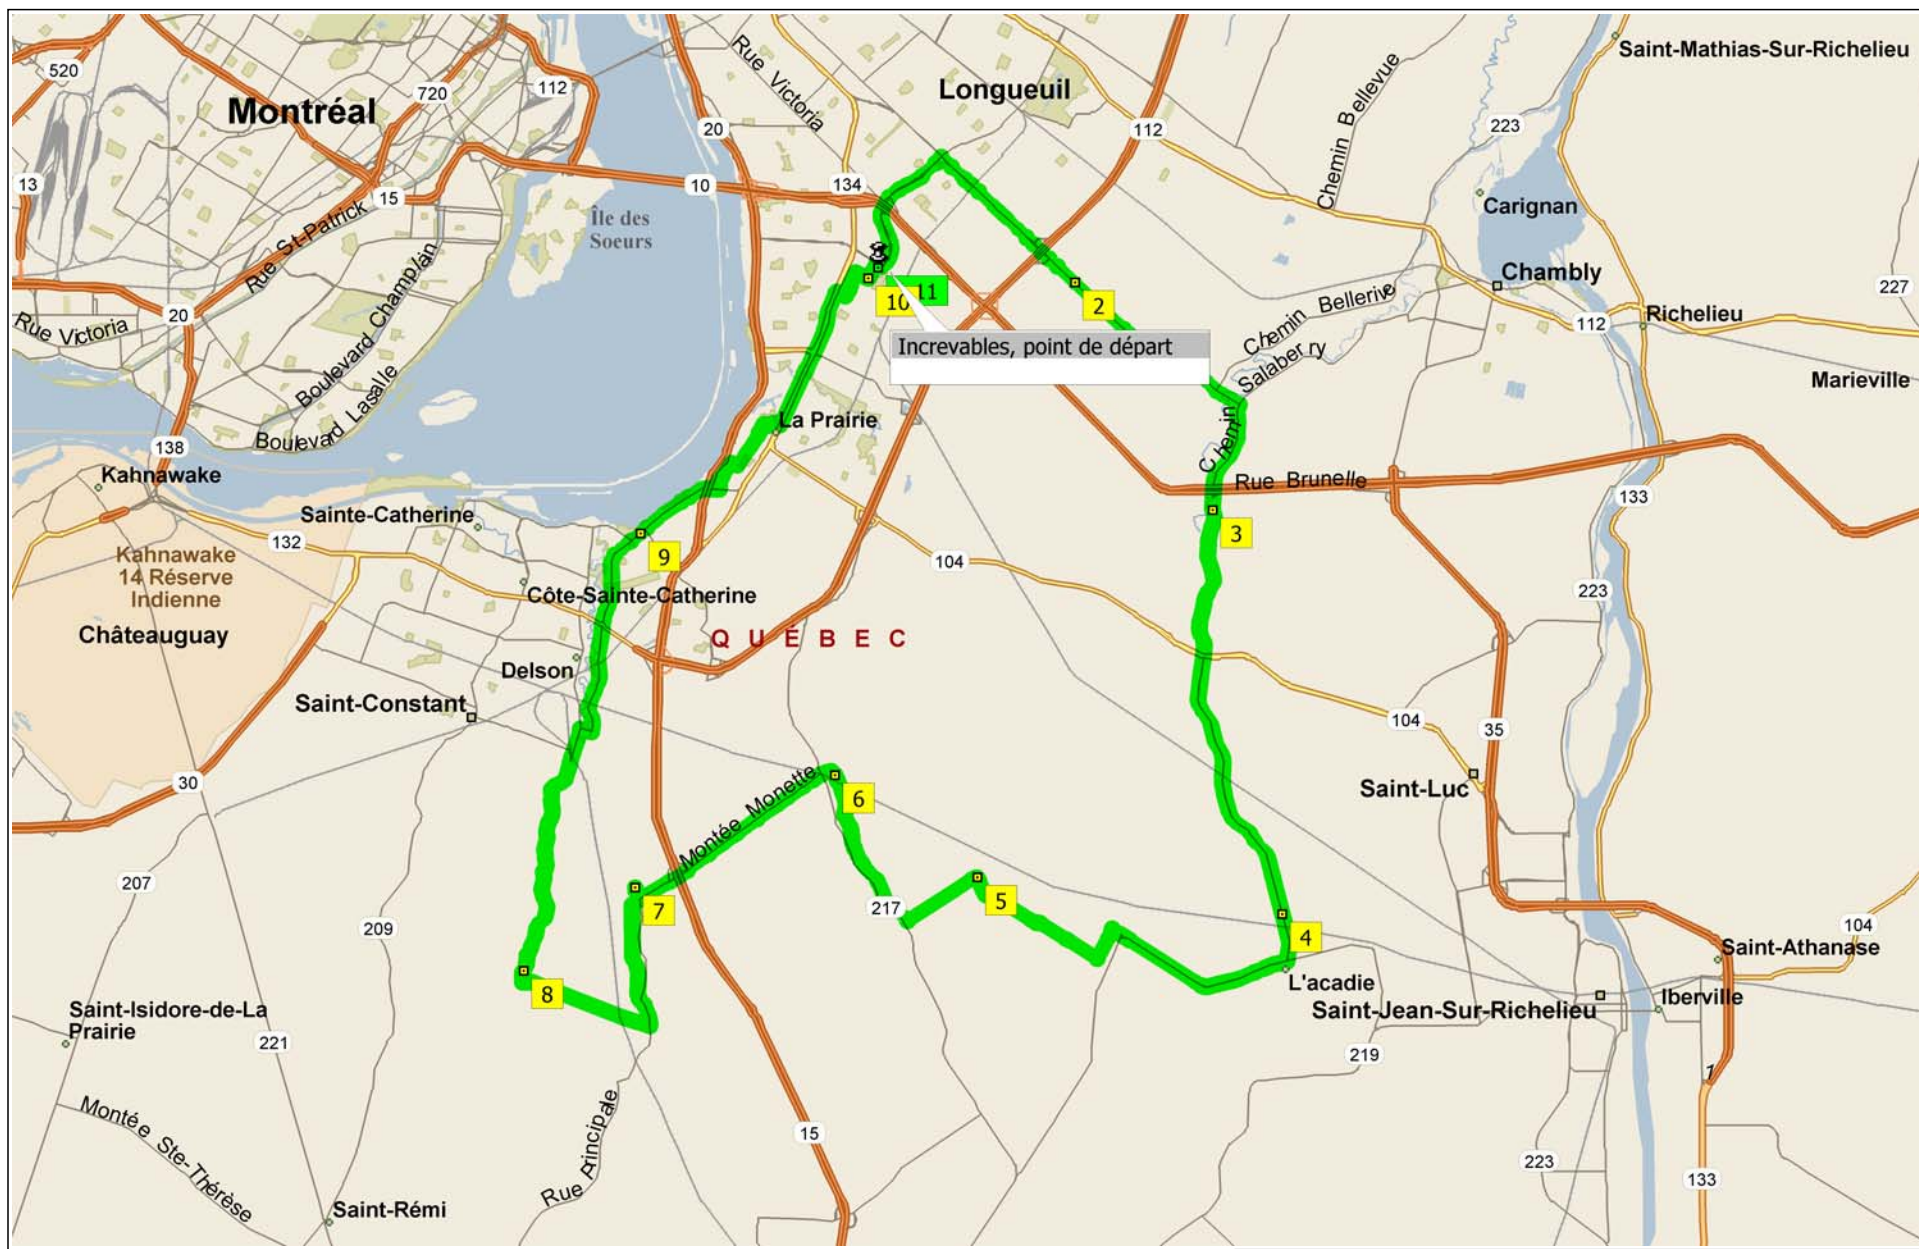 Saint-Mathias-Sur-Richelieu
520
Montréal
720
112
Rue Victoria
Longueuil
Chemin Bellevue
20
112
223
13
15
10
134
Rue St-Patrick
Île des
Soeurs
Carignan
Boulevard Champlain
Chambly
227
20
Rue Victoria
11
10
2
Chemin Bellerive
112
Richelieu
Increvables, point de départ
Salaberry
Marieville
Boulevard Lasalle
La Prairie
Chemin
138
Kahnawake
Rue Brunelle
133
Sainte-Catherine
132
3
Kahnawake
14 Réserve
Indienne
9
104
Côte-Sainte-Catherine
223
Châteauguay
QUÉBEC
Delson
Saint-Constant
104
35
30
Montée Monette
6
Saint-Luc
207
209
7
217
5
4
104
Saint-Athanase
8
L'acadie
Iberville
Saint-Isidore-de-La
Prairie
Saint-Jean-Sur-Richelieu
221
219
1
Montée Ste-Thérèse
Rue Principale
15
223
133
Saint-Rémi